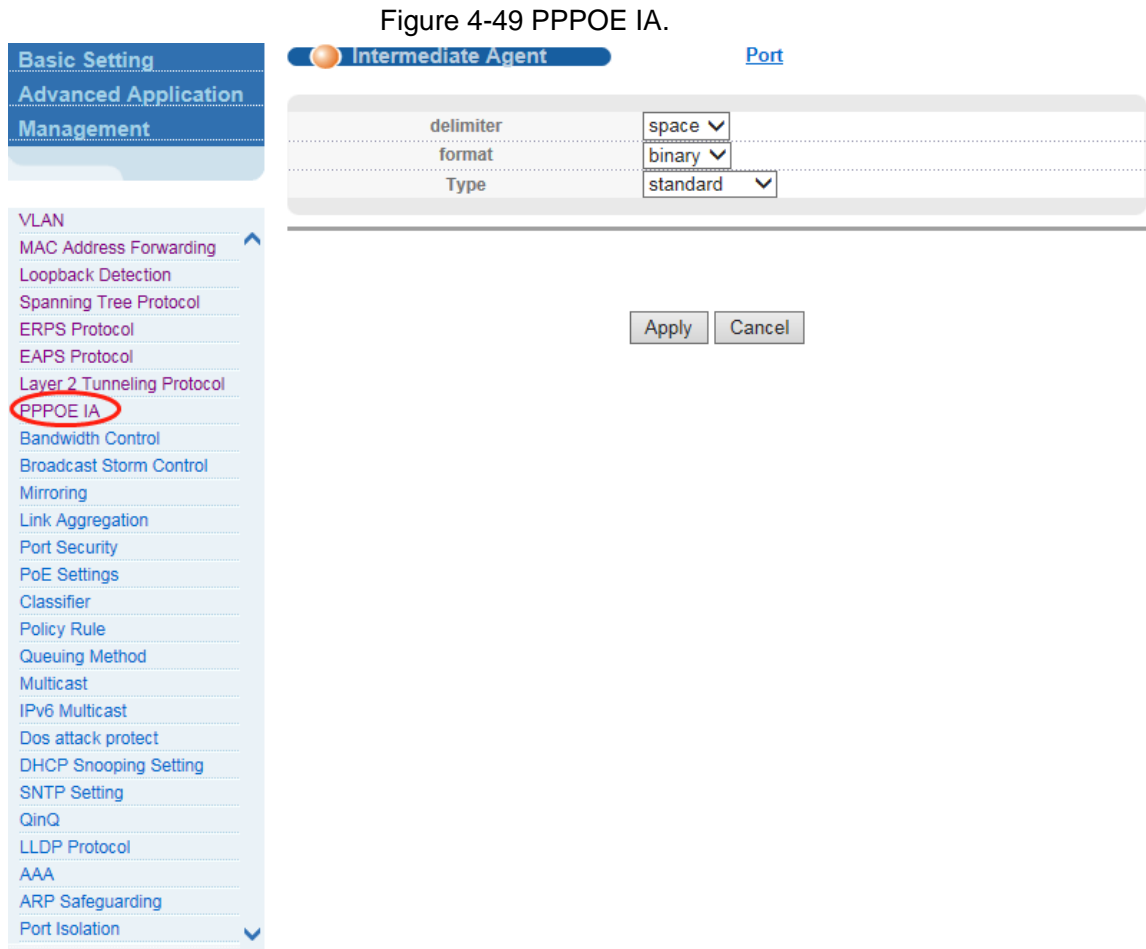 Figure 4-49 PPPOE IA.
Basic Setting
Advanced Application
Management
Intermediate Agent
Port
delimiter space
format binary
Type standard
Apply Cancel
VLAN
MAC Address Forwarding
Loopback Detection
Spanning Tree Protocol
ERPS Protocol
EAPS Protocol
Layer 2 Tunneling Protocol
PPPOE IA
Bandwidth Control
Broadcast Storm Control
Mirroring
Link Aggregation
Port Security
PoE Settings
Classifier
Policy Rule
Queuing Method
Multicast
IPv6 Multicast
Dos attack protect
DHCP Snooping Setting
SNTP Setting
QinQ
LLDP Protocol
AAA
ARP Safeguarding
Port Isolation